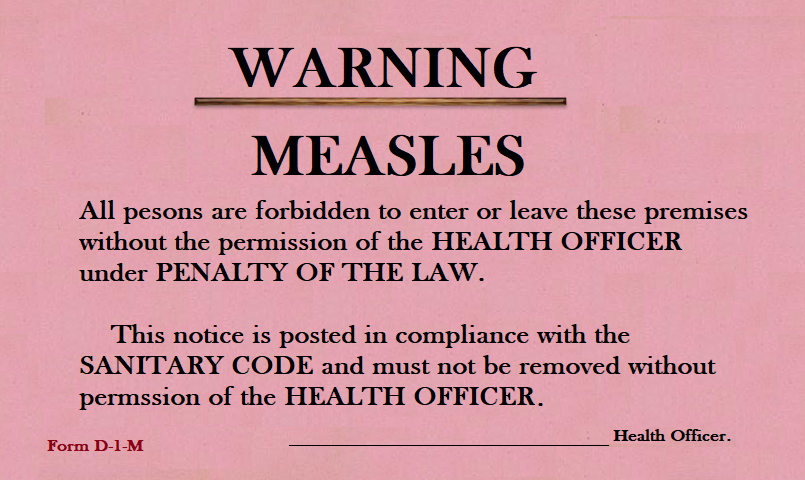 WARNING
MEASLES
All pesons are forbidden to enter or leave these premises
without the permission of the HEALTH OFFICER
under PENALTY OF THE LAW.
This notice is posted in compliance with the
SANITARY CODE and must not be removed without
permssion of the HEALTH OFFICER.
Health Officer.
Form D-1-M